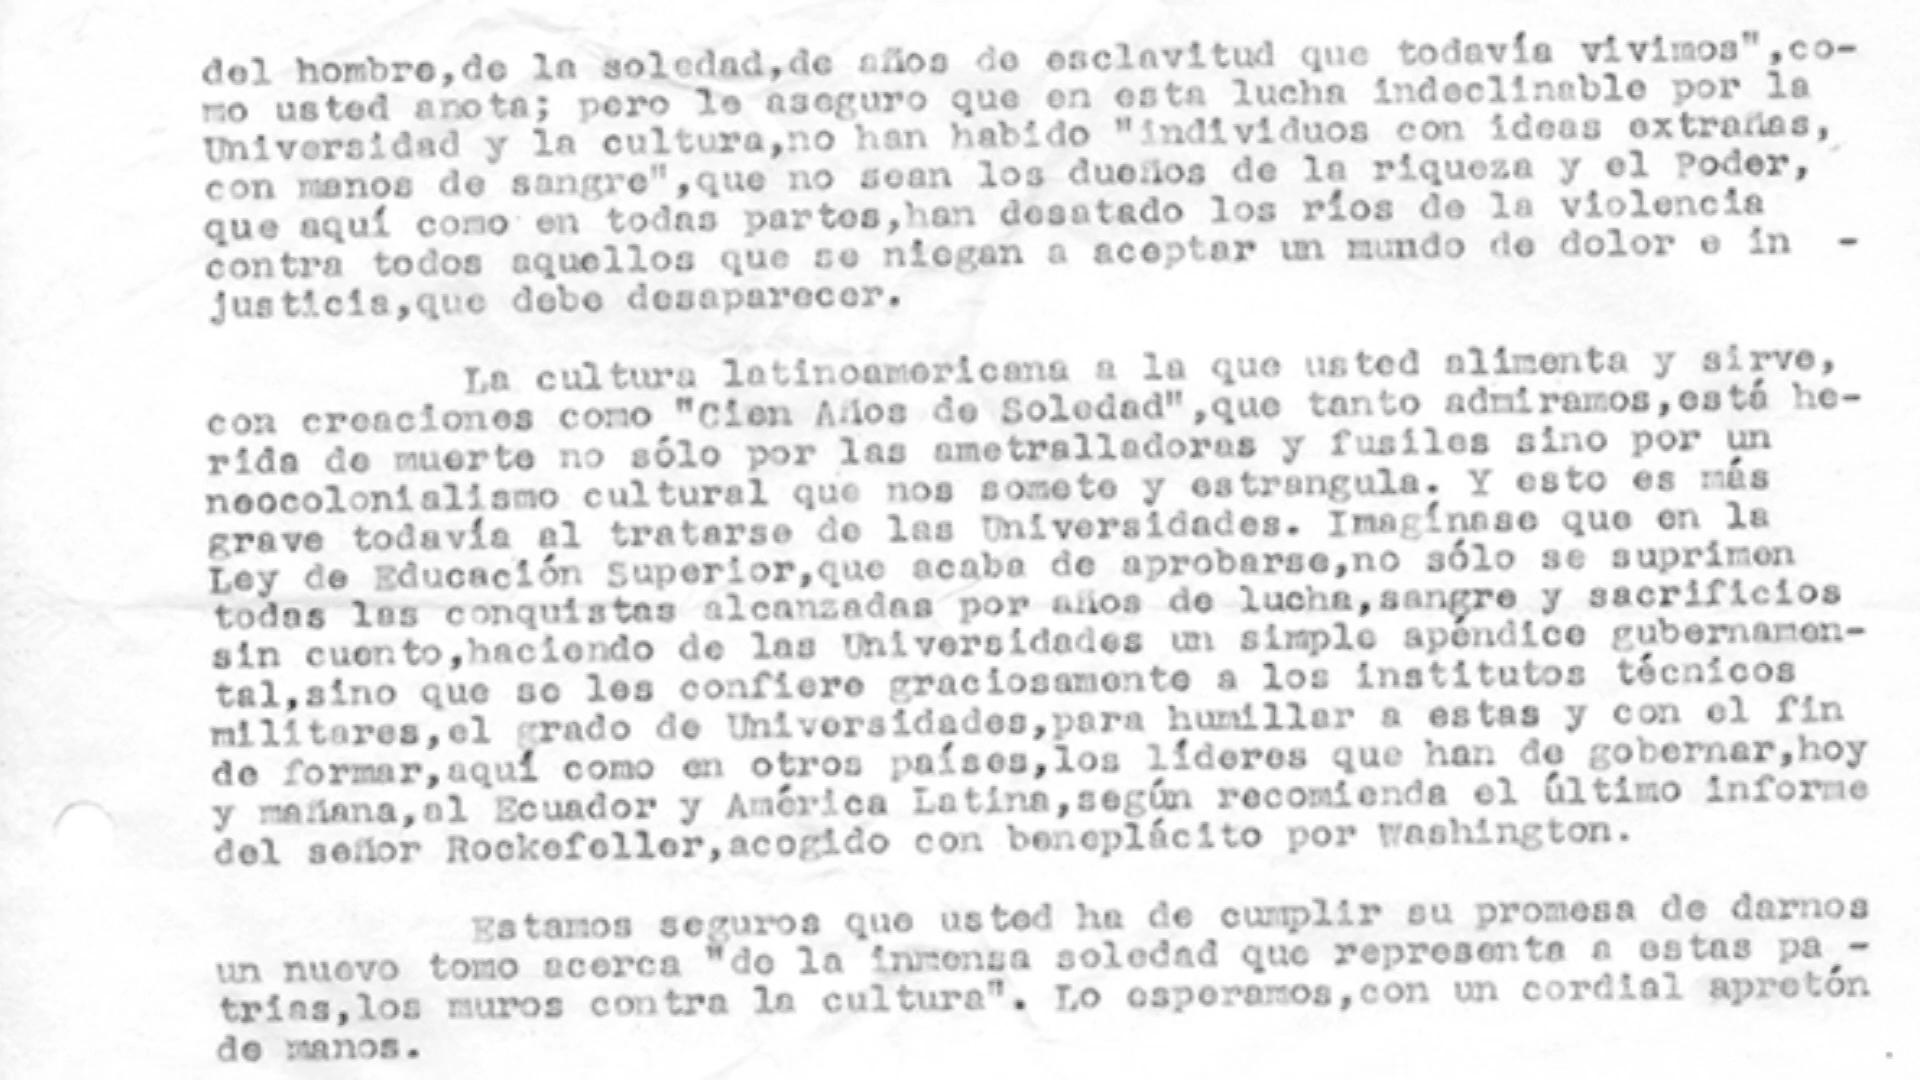 del hombre,de la soledad,de años de esclavitud que todavía vivimos",co-
mo usted anota; pero le aseguro que en esta lucha indeclinable por la
Universidad y la cultura,no han habido "individuos con ideas extrañas,
con manos de sangre",que no sean los dueños de la riqueza y el Poder,
que aquí como en todas partes,han desatado los ríos de la violencia
contra todos aquellos que se niegan a aceptar un mundo de dolor e in -
justicia,que debe desaparecer.
La cultura latinoamericana a la que usted alimenta y sirve,
con creaciones como "Cien Años de Soledad",que tanto admiramos,está he-
rida de muerte no sólo por las ametralladoras y fusiles sino por un
neocolonialismo cultural que nos somete y estrangula. Y esto es más
grave todavía al tratarse de las Universidades. Imagínase que en la
Ley de Educación Superior,que acaba de aprobarse,no sólo se suprimen
todas las conquistas alcanzadas por años de lucha,sangre y sacrificios
sin cuento,haciendo de las Universidades un simple apéndice gubernamen-
tal,sino que se les confiere graciosamente a los institutos técnicos
militares,el grado de Universidades,para humillar a estas y con el fin
de formar,aquí como en otros países,los líderes que han de gobernar,hoy
y mañana,al Ecuador y América Latina,según recomienda el último informe
del señor Rockefeller,acogido con beneplácito por Washington.
Estamos seguros que usted ha de cumplir su promesa de darnos
un nuevo tomo acerca "de la inmensa soledad que representa a estas pa -
trias,los muros contra la cultura". Lo esperamos,con un cordial apretón
de manos.